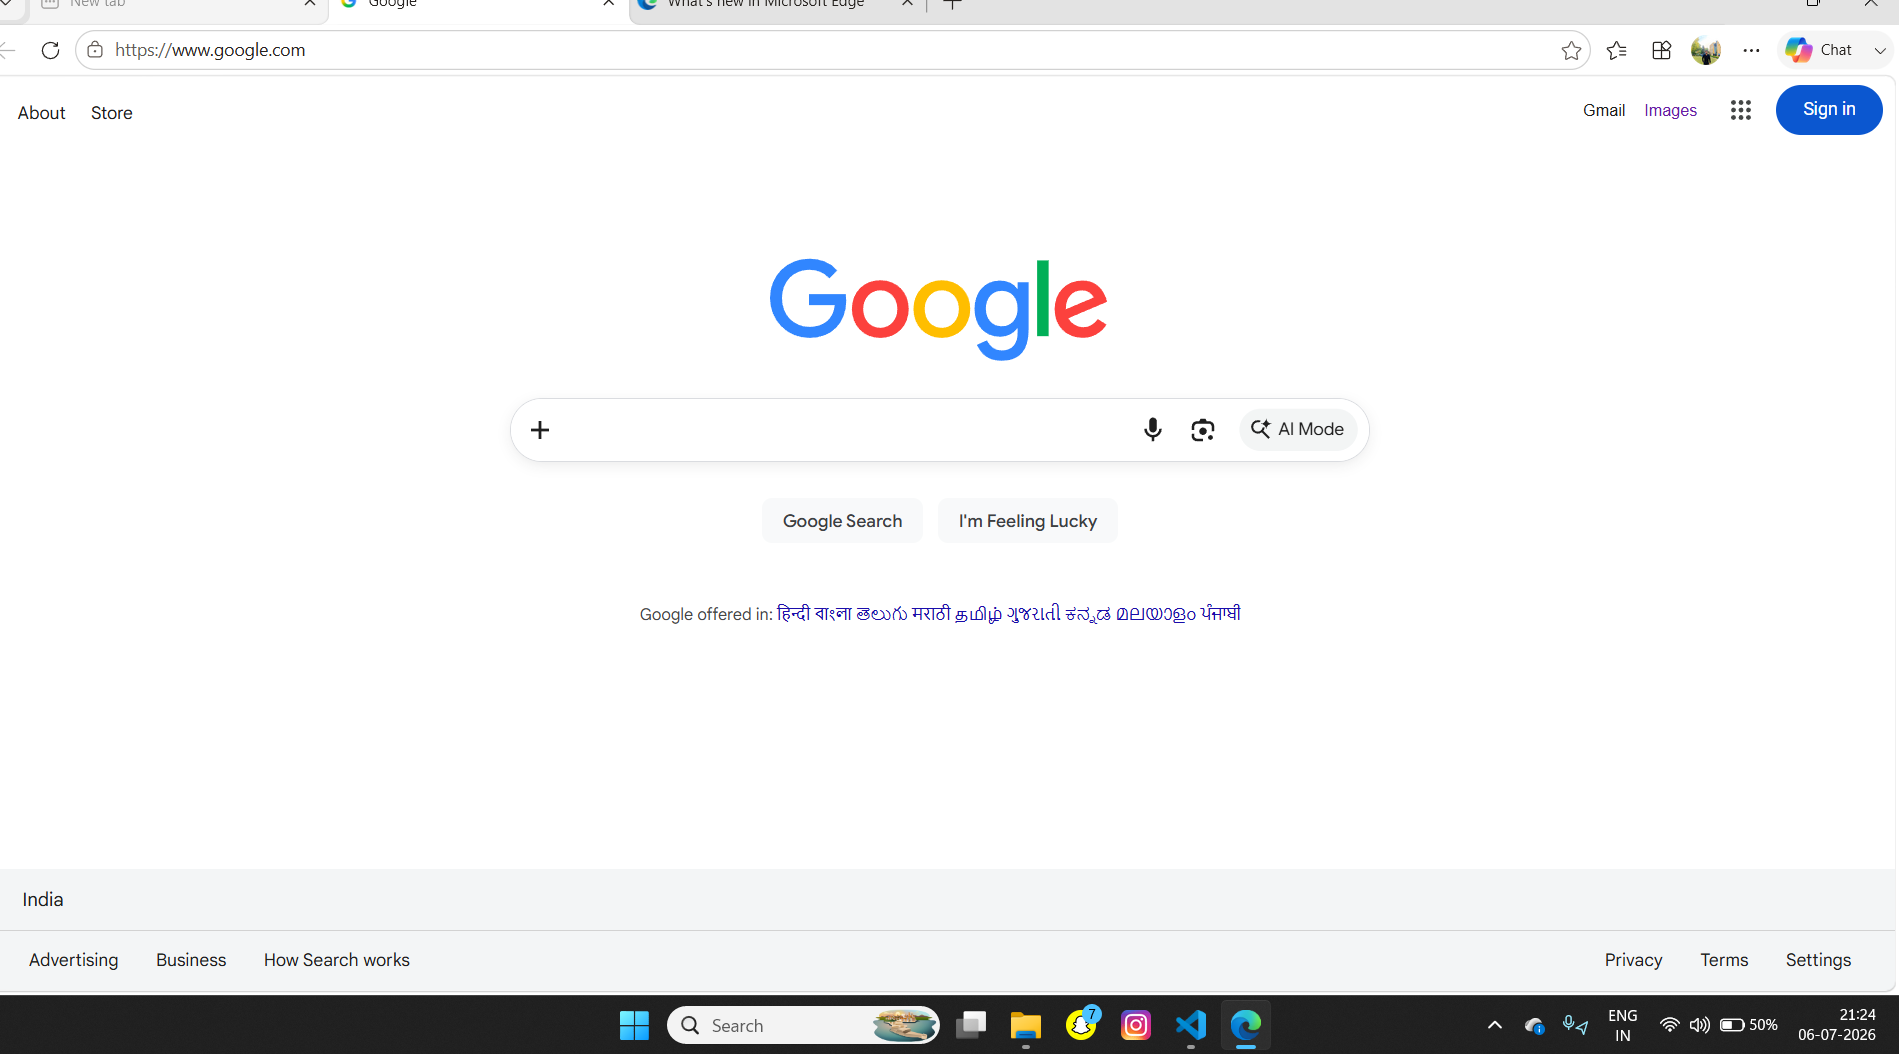 New tab
Google
What's new in Microsoft Edge
https://www.google.com
Chat
About
Store
Gmail
Images
Sign in
Google
AI Mode
Google Search
I'm Feeling Lucky
Google offered in: हिन्दी বাংলা తెలుగు मराठी தமிழ் ગુજરાતી ಕನ್ನಡ മലയാളം ਪੰਜਾਬੀ
India
Advertising
Business
How Search works
Privacy
Terms
Settings
Search
7
ENG
IN
50%
21:24
06-07-2026